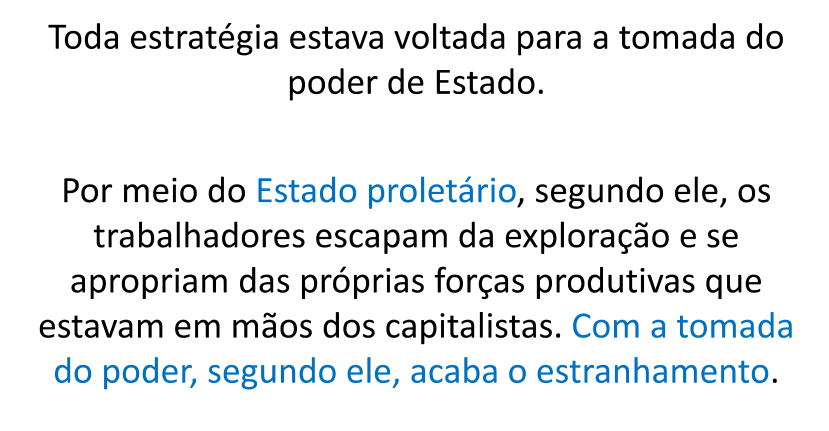 Toda estratégia estava voltada para a tomada do
poder de Estado.
Por meio do Estado proletário, segundo ele, os
trabalhadores escapam da exploração e se
apropriam das próprias forças produtivas que
estavam em mãos dos capitalistas. Com a tomada
do poder, segundo ele, acaba o estranhamento.